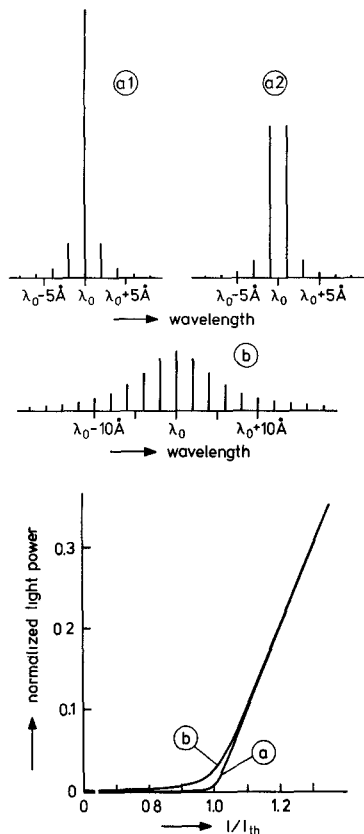 a1
a2
λ₀-5Å λ₀ λ₀+5Å
λ₀-5Å λ₀ λ₀+5Å
wavelength
b
λ₀-10Å λ₀ λ₀+10Å
wavelength
normalized light power
0.3
0.2
0.1
0
b
a
0 0.8 1.0 1.2
I/Ith